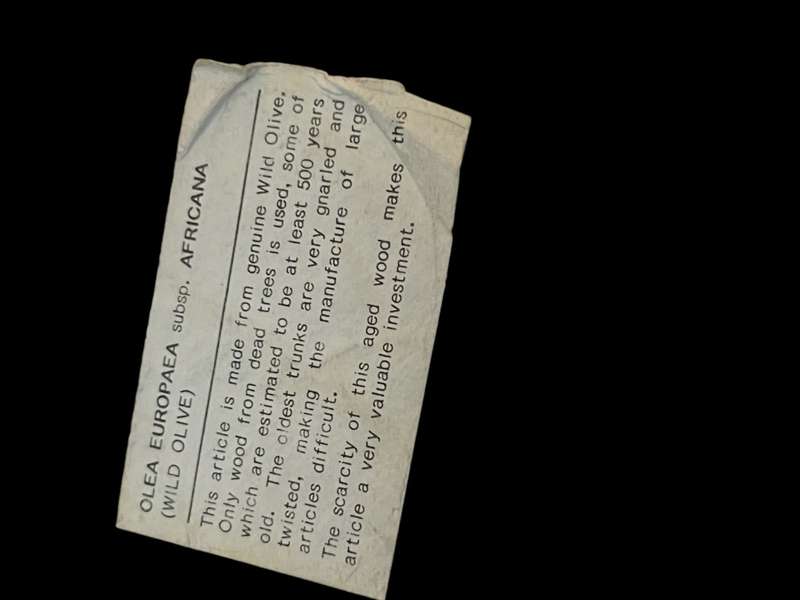 OLEA EUROPAEA subsp. AFRICANA
(WILD OLIVE)
This article is made from genuine Wild Olive.
Only wood from dead trees is used, some of
which are estimated to be at least 500 years
old. The oldest trunks are very gnarled and
twisted, making the manufacture of large
articles difficult.
The scarcity of this aged wood makes this
article a very valuable investment.